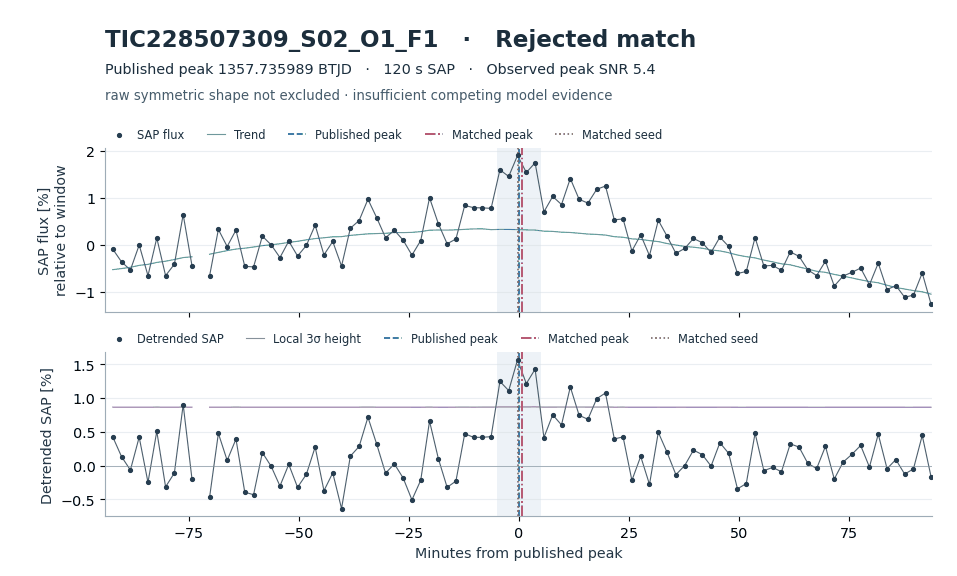 TIC228507309_S02_O1_F1 · Rejected match
Published peak 1357.735989 BTJD · 120 s SAP · Observed peak SNR 5.4
raw symmetric shape not excluded · insufficient competing model evidence
SAP flux Trend Published peak Matched peak Matched seed
2
1
0
−1
SAP flux [%]
relative to window
Detrended SAP Local 3σ height Published peak Matched peak Matched seed
1.5
1.0
0.5
0.0
−0.5
Detrended SAP [%]
−75 −50 −25 0 25 50 75
Minutes from published peak